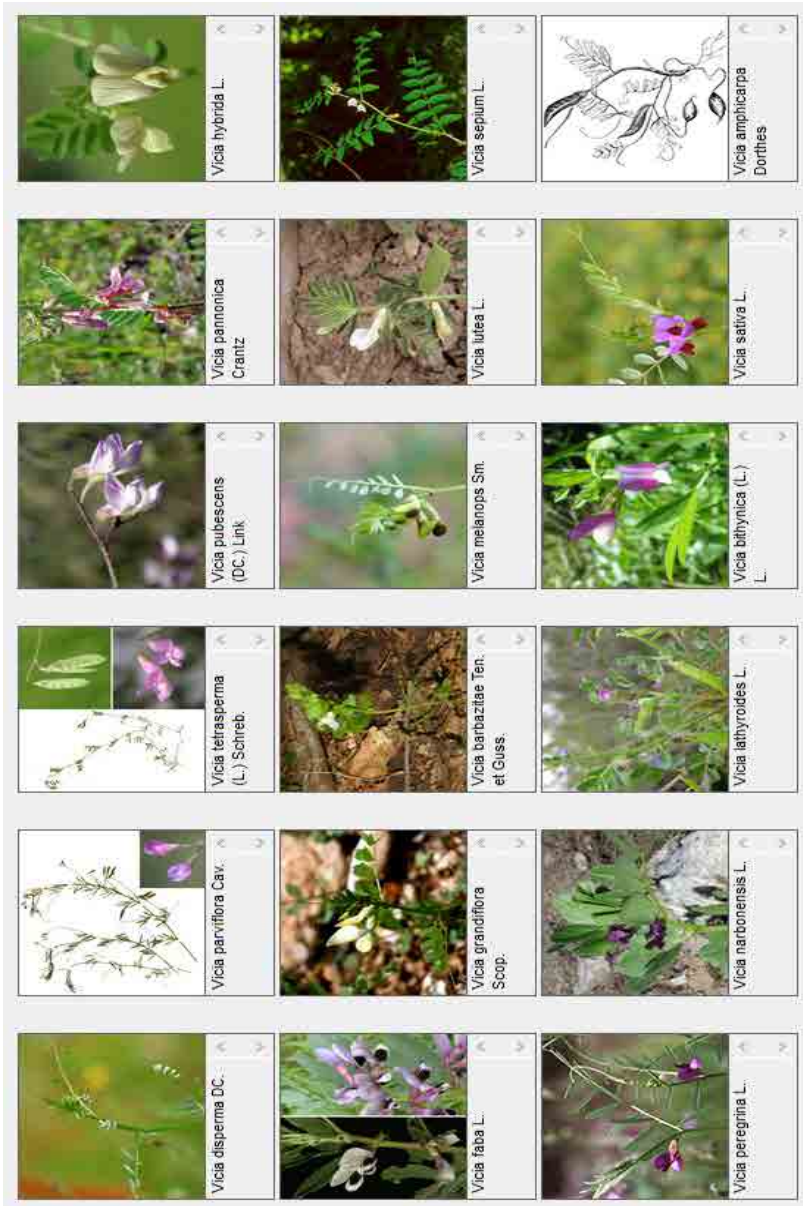 Vicia disperma DC.
Vicia parviflora Cav.
Vicia tetrasperma
(L.) Schreb.
Vicia pubescens
(DC.) Link
Vicia pannonica
Crantz
Vicia hybrida L.
Vicia faba L.
Vicia grandiflora
Scop.
Vicia barbazitae Ten.
et Guss.
Vicia melanops Sm.
Vicia lutea L.
Vicia sepium L.
Vicia peregrina L.
Vicia narbonensis L.
Vicia lathyroides L.
Vicia bithynica (L.)
L.
Vicia sativa L.
Vicia amphicarpa
Dorthes